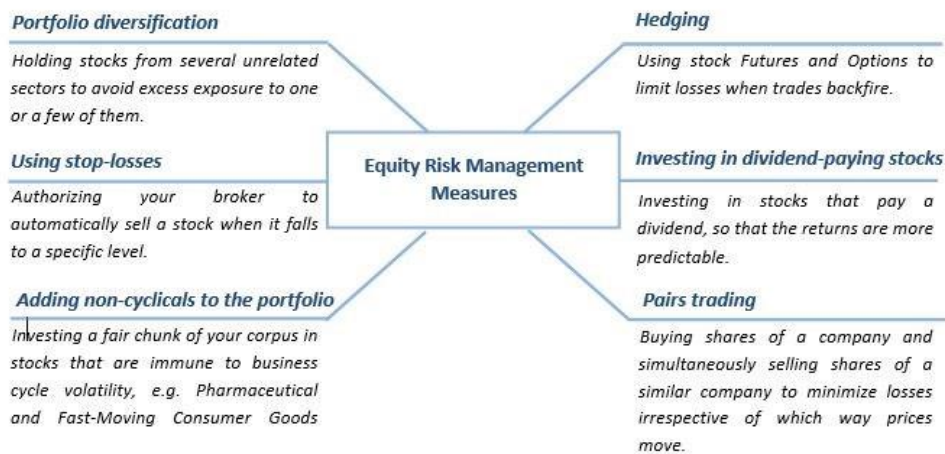 Portfolio diversification
Holding stocks from several unrelated
sectors to avoid excess exposure to one
or a few of them.
Using stop-losses
Authorizing your broker to
automatically sell a stock when it falls
to a specific level.
Adding non-cyclicals to the portfolio
Investing a fair chunk of your corpus in
stocks that are immune to business
cycle volatility, e.g. Pharmaceutical
and Fast-Moving Consumer Goods
Equity Risk Management
Measures
Hedging
Using stock Futures and Options to
limit losses when trades backfire.
Investing in dividend-paying stocks
Investing in stocks that pay a
dividend, so that the returns are more
predictable.
Pairs trading
Buying shares of a company and
simultaneously selling shares of a
similar company to minimize losses
irrespective of which way prices
move.